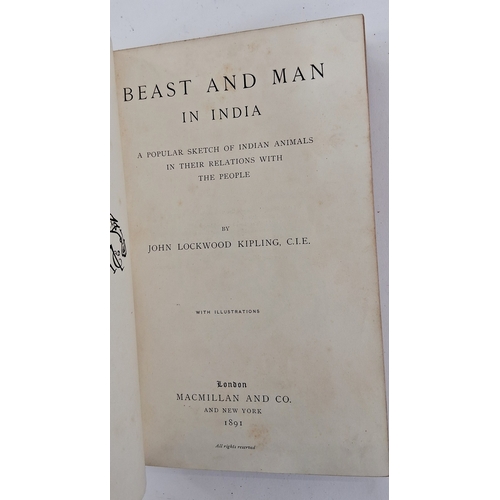 BEAST AND MAN
IN INDIA
A POPULAR SKETCH OF INDIAN ANIMALS
IN THEIR RELATIONS WITH
THE PEOPLE
BY
JOHN LOCKWOOD KIPLING, C.I.E.
WITH ILLUSTRATIONS
London
MACMILLAN AND CO.
AND NEW YORK
1891
All rights reserved